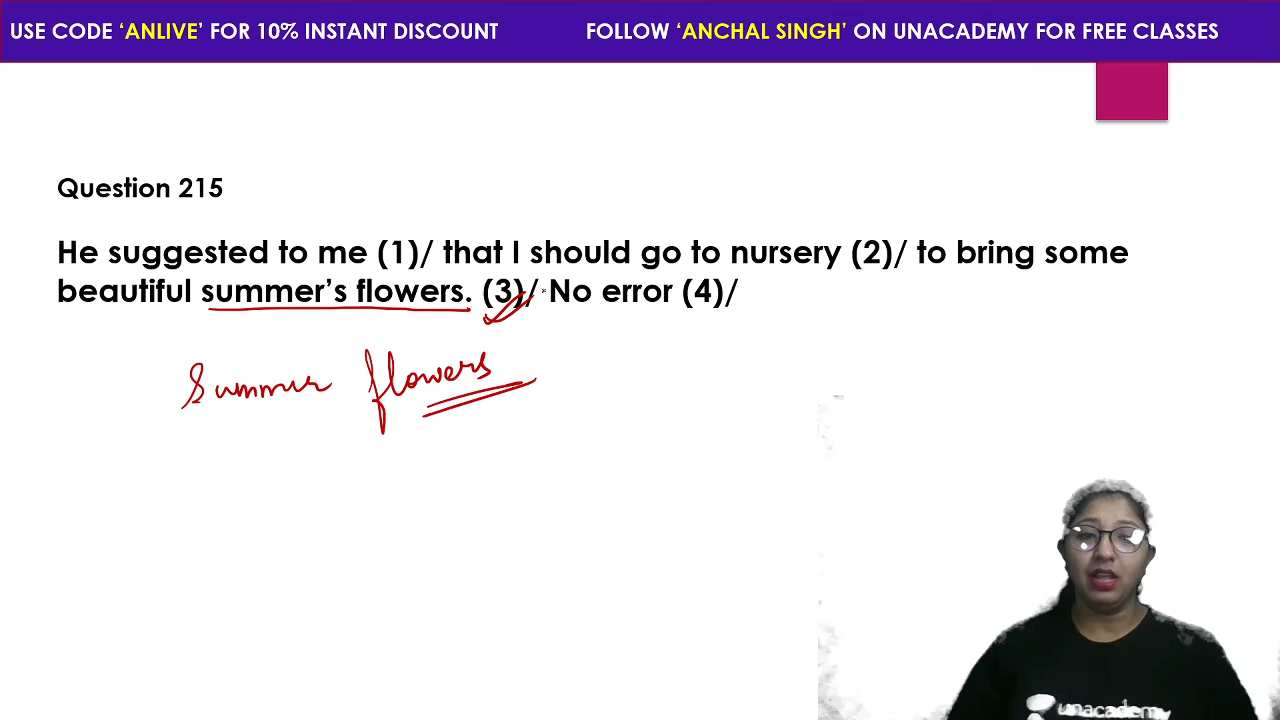 USE CODE ‘ANLIVE’ FOR 10% INSTANT DISCOUNT FOLLOW ‘ANCHAL SINGH’ ON UNACADEMY FOR FREE CLASSES
Question 215
He suggested to me (1)/ that I should go to nursery (2)/ to bring some
beautiful summer’s flowers. (3)/ No error (4)/
Summer flowers
unacademy